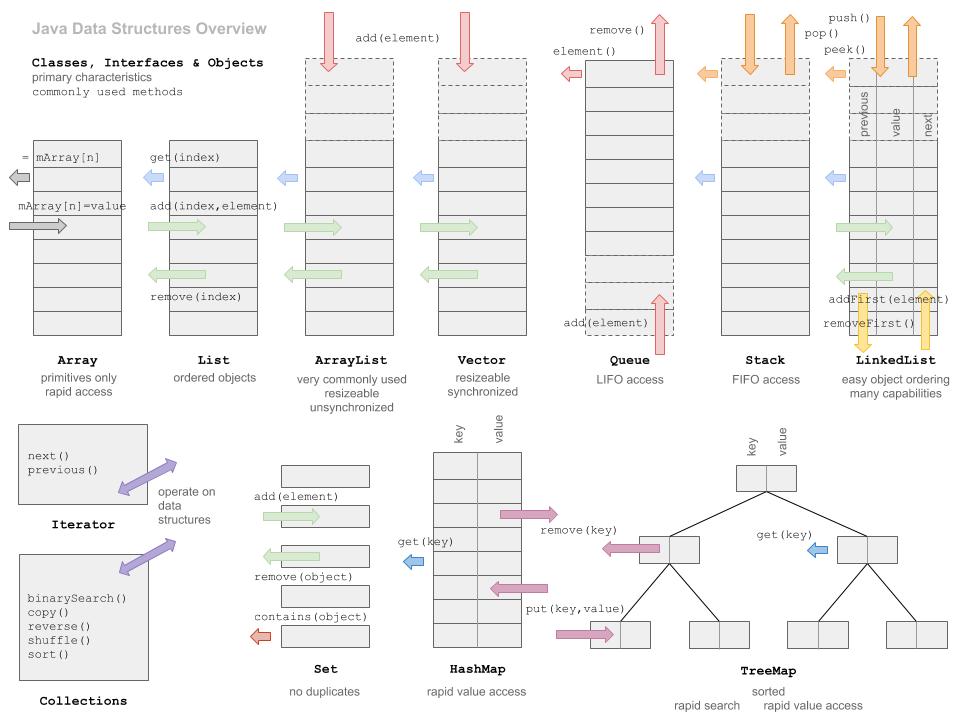 Java Data Structures Overview
Classes, Interfaces & Objects
primary characteristics
commonly used methods
add(element)
remove()
element()
push()
pop()
peek()
previous
value
next
= mArray[n]
mArray[n]=value
get(index)
add(index,element)
remove(index)
add(element)
addFirst(element)
removeFirst()
Array
primitives only
rapid access
List
ordered objects
ArrayList
very commonly used
resizeable
unsynchronized
Vector
resizeable
synchronized
Queue
LIFO access
Stack
FIFO access
LinkedList
easy object ordering
many capabilities
next()
previous()
Iterator
operate on
data
structures
binarySearch()
copy()
reverse()
shuffle()
sort()
Collections
add(element)
remove(object)
contains(object)
Set
no duplicates
key
value
get(key)
remove(key)
put(key,value)
HashMap
rapid value access
key
value
get(key)
TreeMap
sorted
rapid search
rapid value access